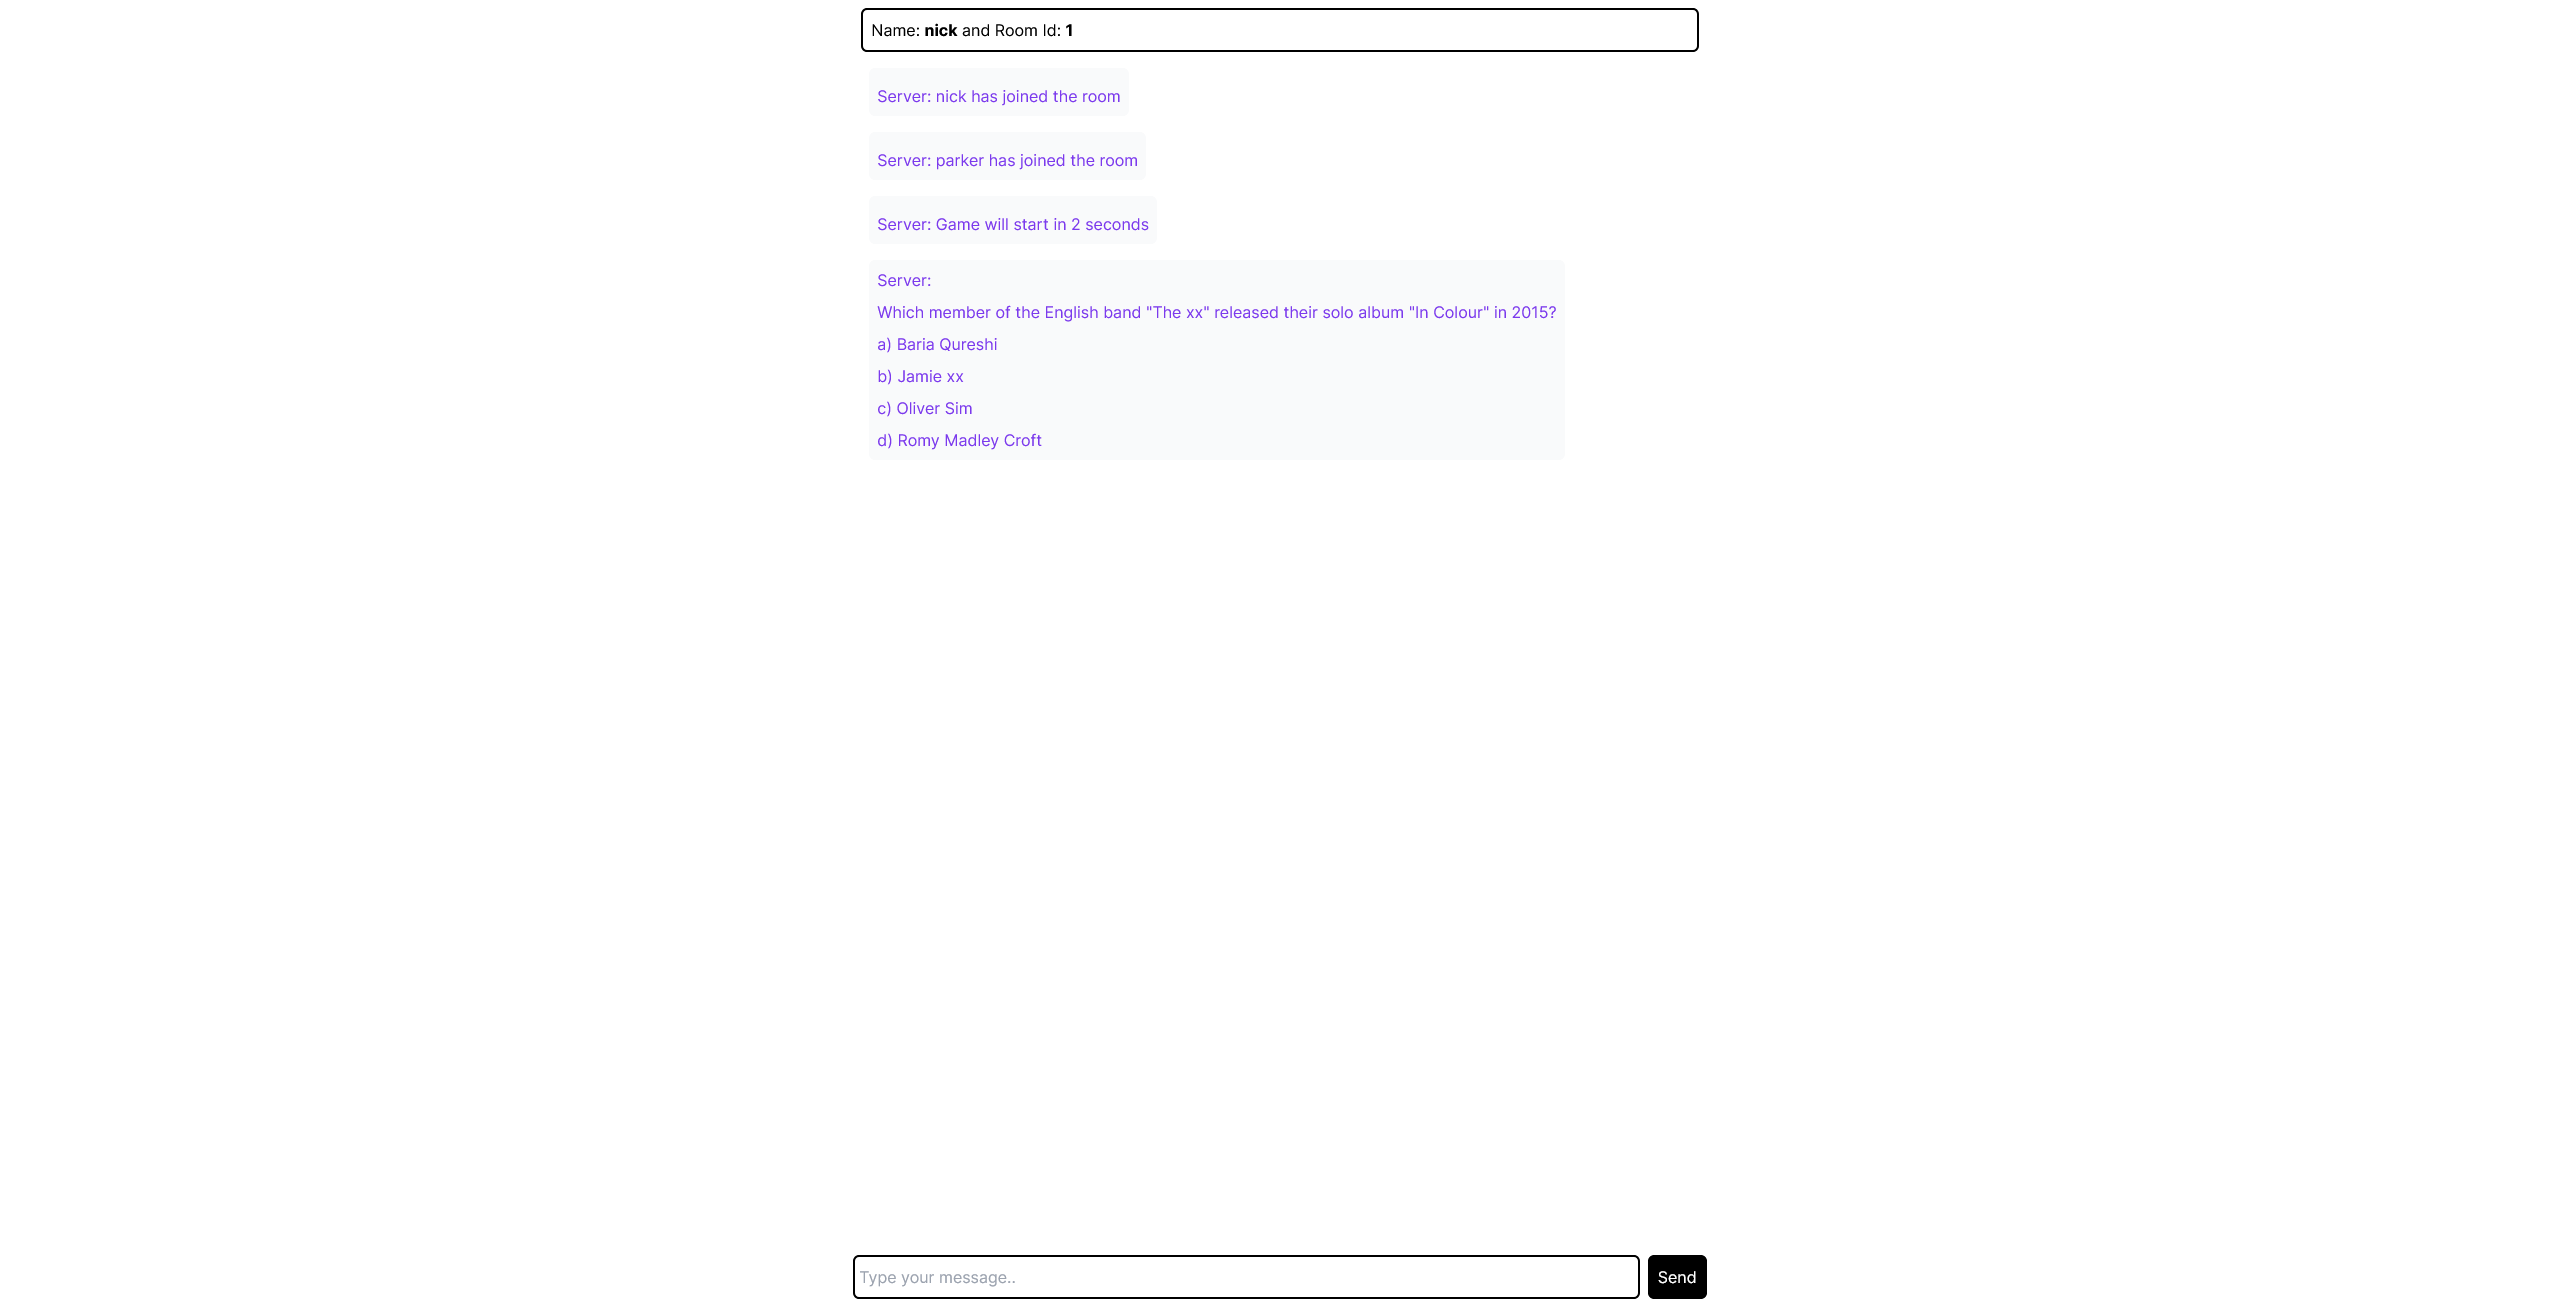 Name: nick and Room Id: 1
Server: nick has joined the room
Server: parker has joined the room
Server: Game will start in 2 seconds
Server:
Which member of the English band "The xx" released their solo album "In Colour" in 2015?
a) Baria Qureshi
b) Jamie xx
c) Oliver Sim
d) Romy Madley Croft
Type your message..
Send